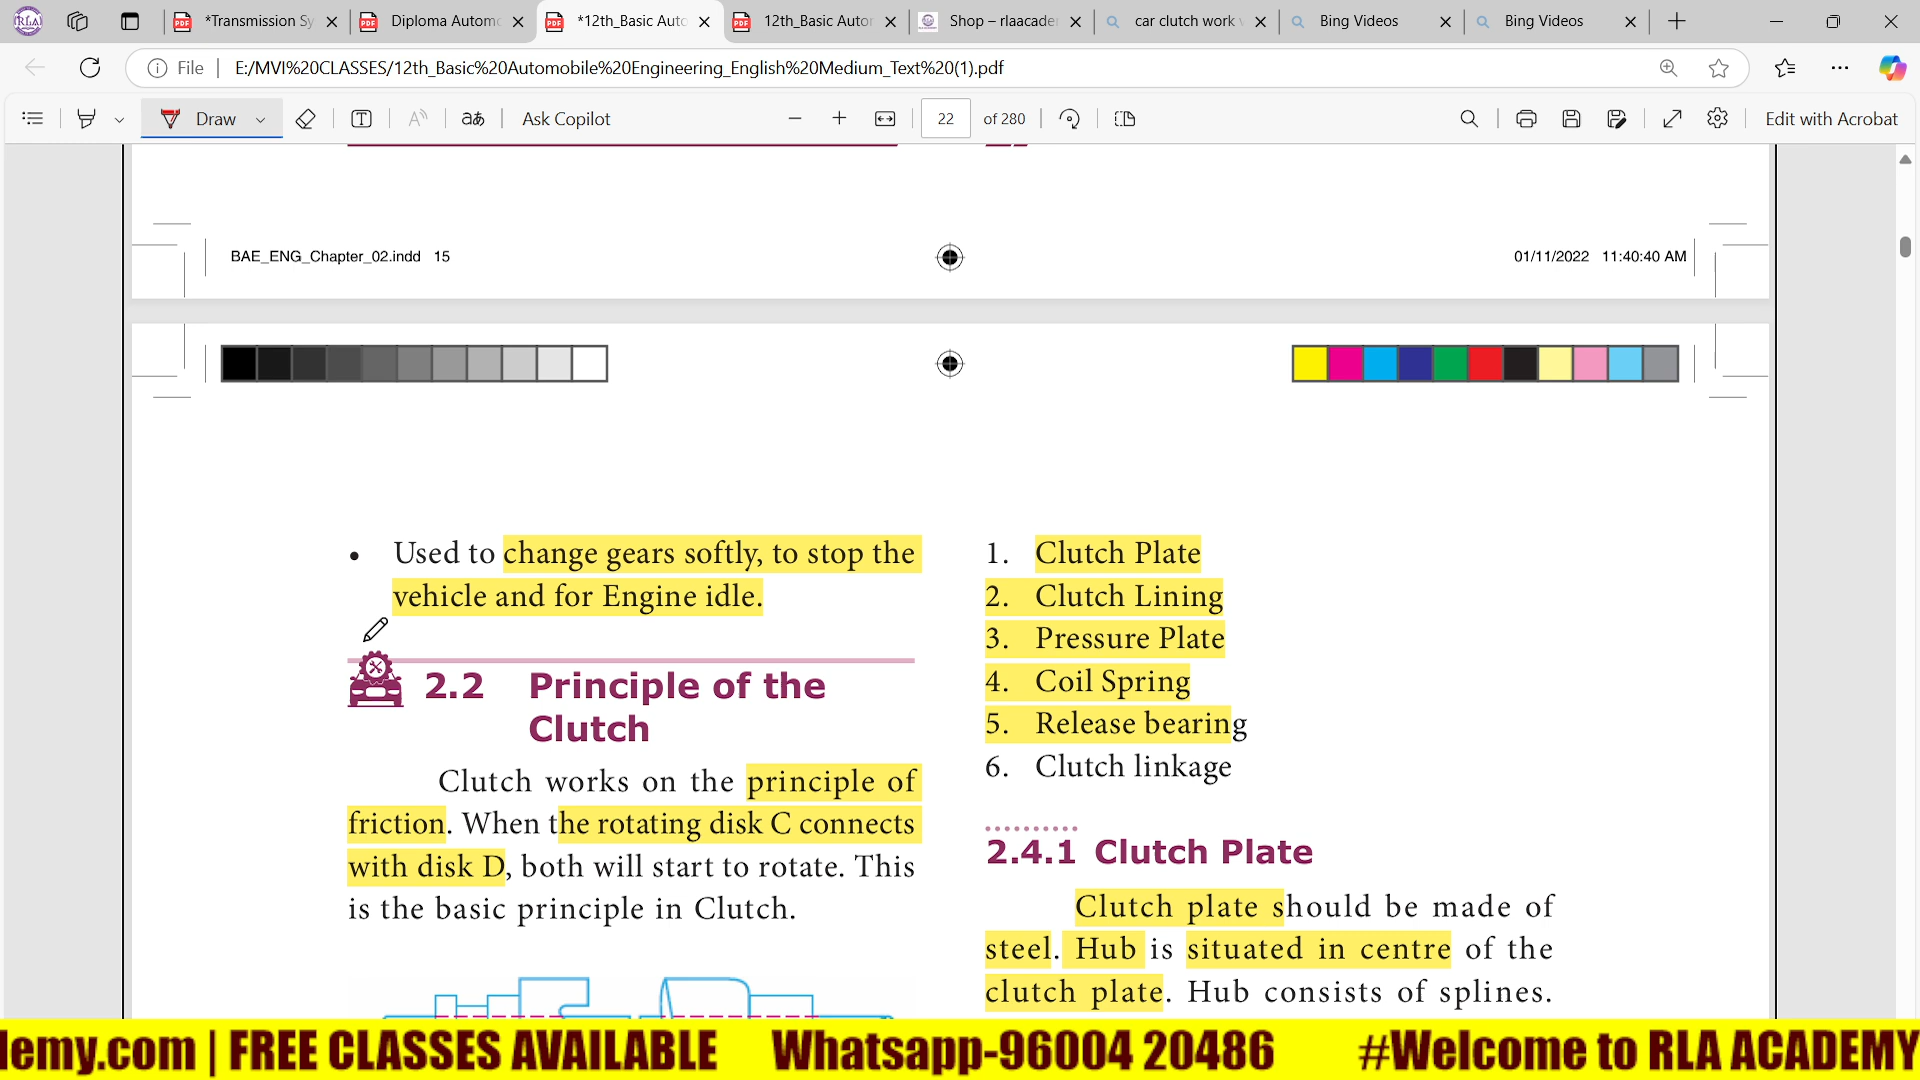 *Transmission Sy
Diploma Automo
*12th_Basic Auto
12th_Basic Autor
Shop – rlaacader
car clutch work v
Bing Videos
Bing Videos
File
E:/MVI%20CLASSES/12th_Basic%20Automobile%20Engineering_English%20Medium_Text%20(1).pdf
Draw
aあ
Ask Copilot
22
of 280
Edit with Acrobat
BAE_ENG_Chapter_02.indd 15
01/11/2022 11:40:40 AM
• Used to change gears softly, to stop the
vehicle and for Engine idle.
2.2 Principle of the
Clutch
Clutch works on the principle of
friction. When the rotating disk C connects
with disk D, both will start to rotate. This
is the basic principle in Clutch.
1. Clutch Plate
2. Clutch Lining
3. Pressure Plate
4. Coil Spring
5. Release bearing
6. Clutch linkage
2.4.1 Clutch Plate
Clutch plate should be made of
steel. Hub is situated in centre of the
clutch plate. Hub consists of splines.
lemy.com | FREE CLASSES AVAILABLE Whatsapp-96004 20486 #Welcome to RLA ACADEMY